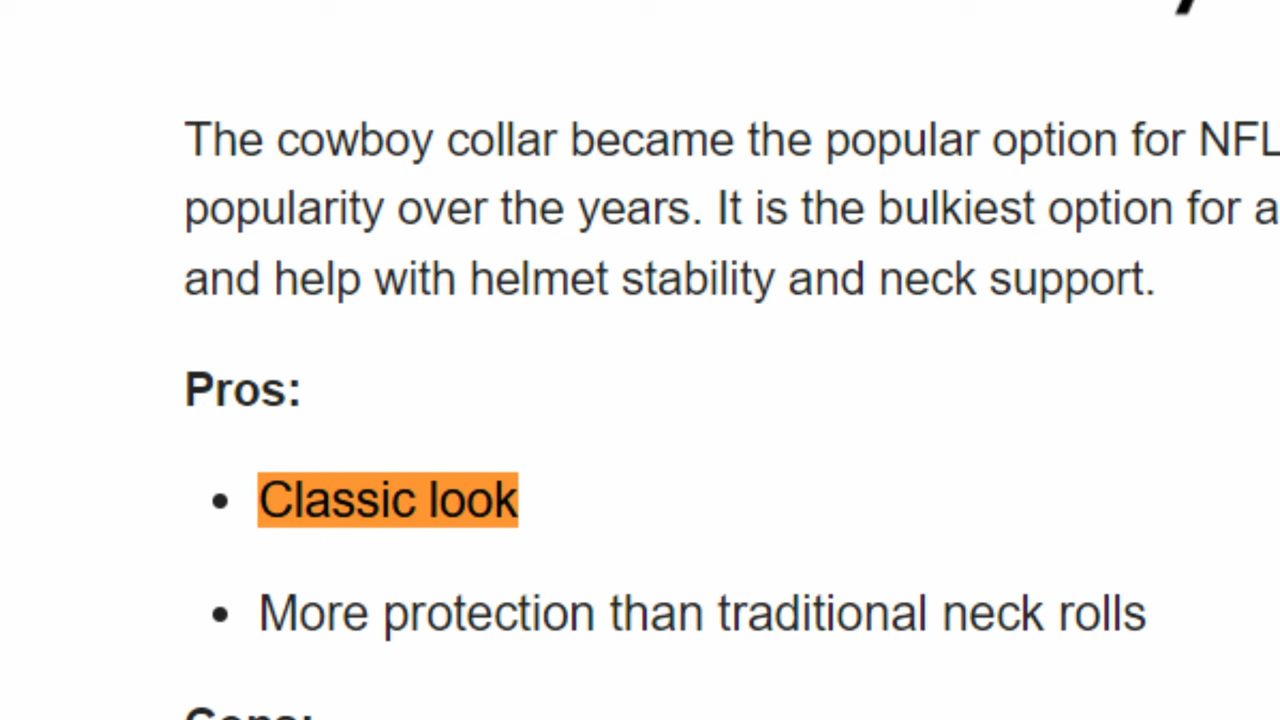 The cowboy collar became the popular option for NFL
popularity over the years. It is the bulkiest option for a
and help with helmet stability and neck support.
Pros:
Classic look
More protection than traditional neck rolls
Cons: